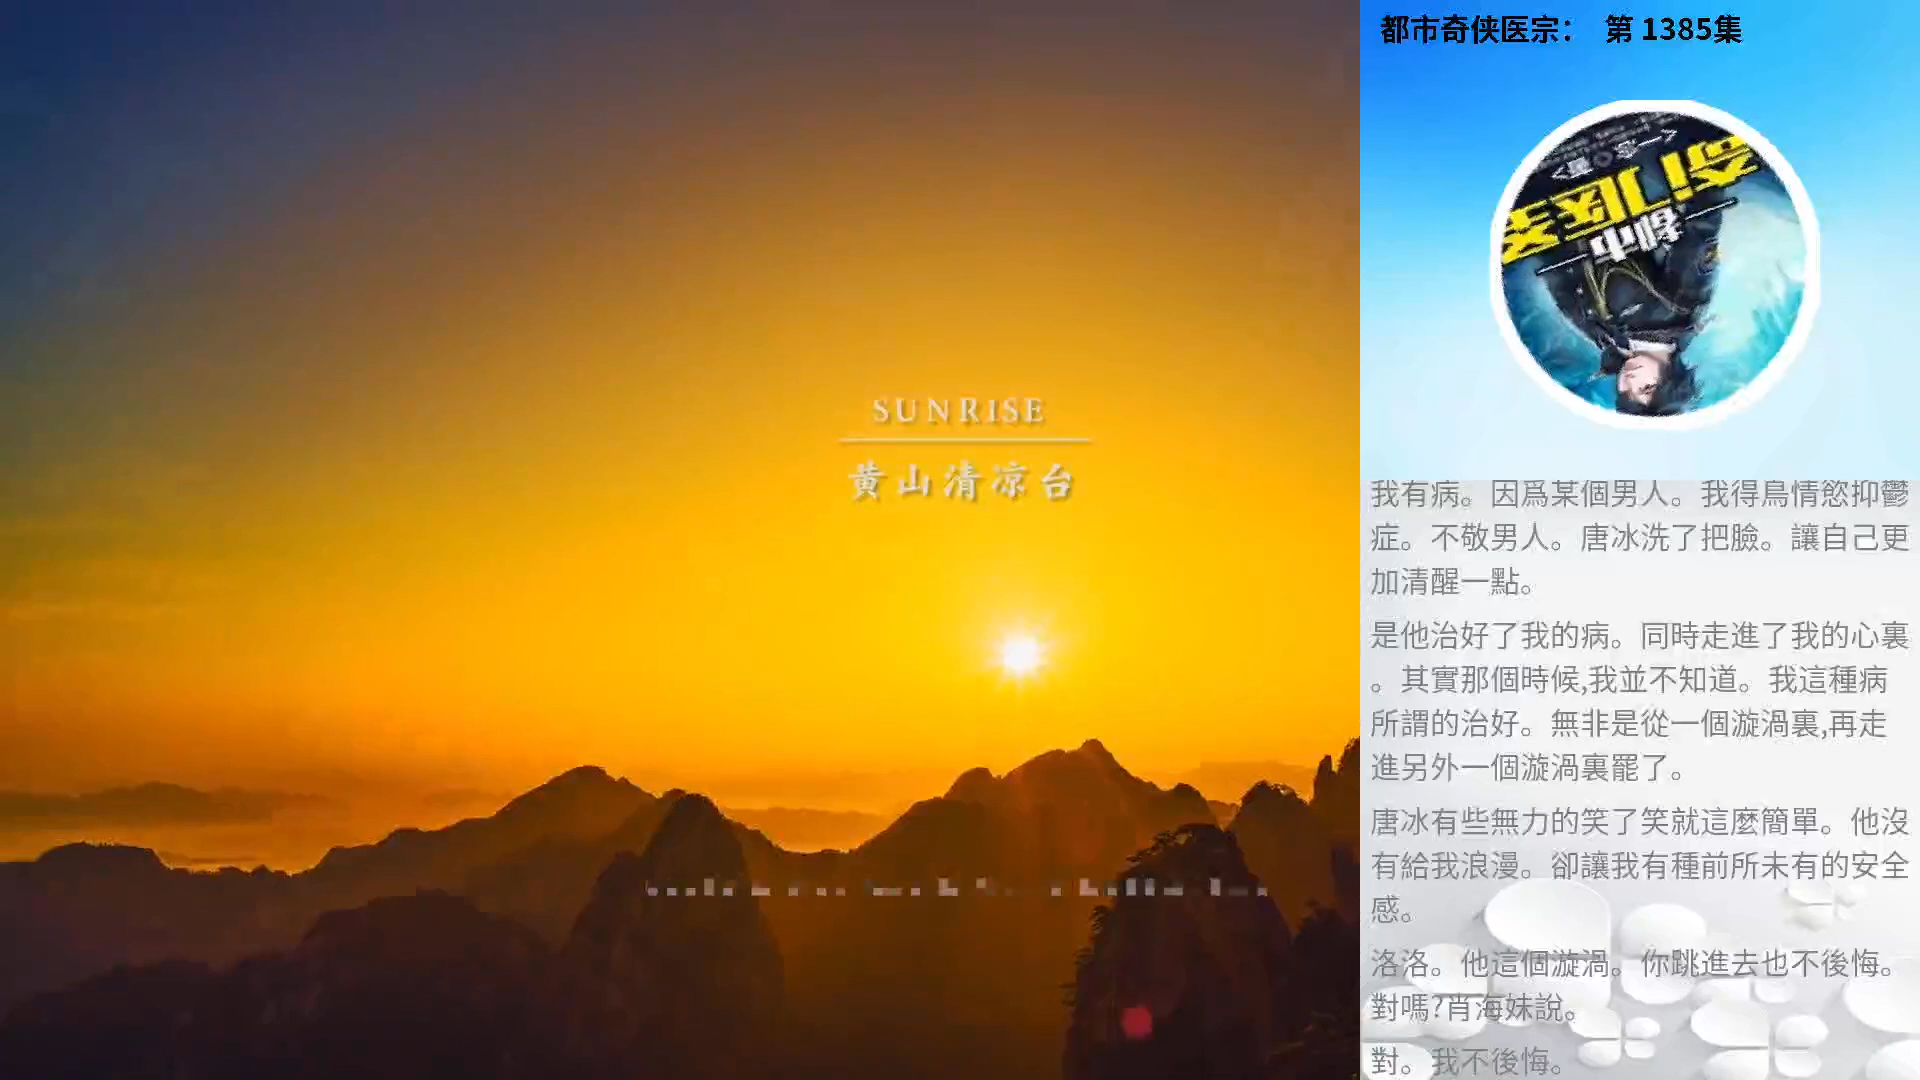 都市奇侠医宗： 第 1385集
都市
奇门医圣
SUNRISE
黄山清凉台
我有病。因爲某個男人。我得鳥情慾抑鬱
症。不敬男人。唐冰洗了把臉。讓自己更
加清醒一點。
是他治好了我的病。同時走進了我的心裏
。其實那個時候,我並不知道。我這種病
所謂的治好。無非是從一個漩渦裏,再走
進另外一個漩渦裏罷了。
唐冰有些無力的笑了笑就這麼簡單。他沒
有給我浪漫。卻讓我有種前所未有的安全
感。
洛洛。他這個漩渦。你跳進去也不後悔。
對嗎?肖海妹說。
對。我不後悔。